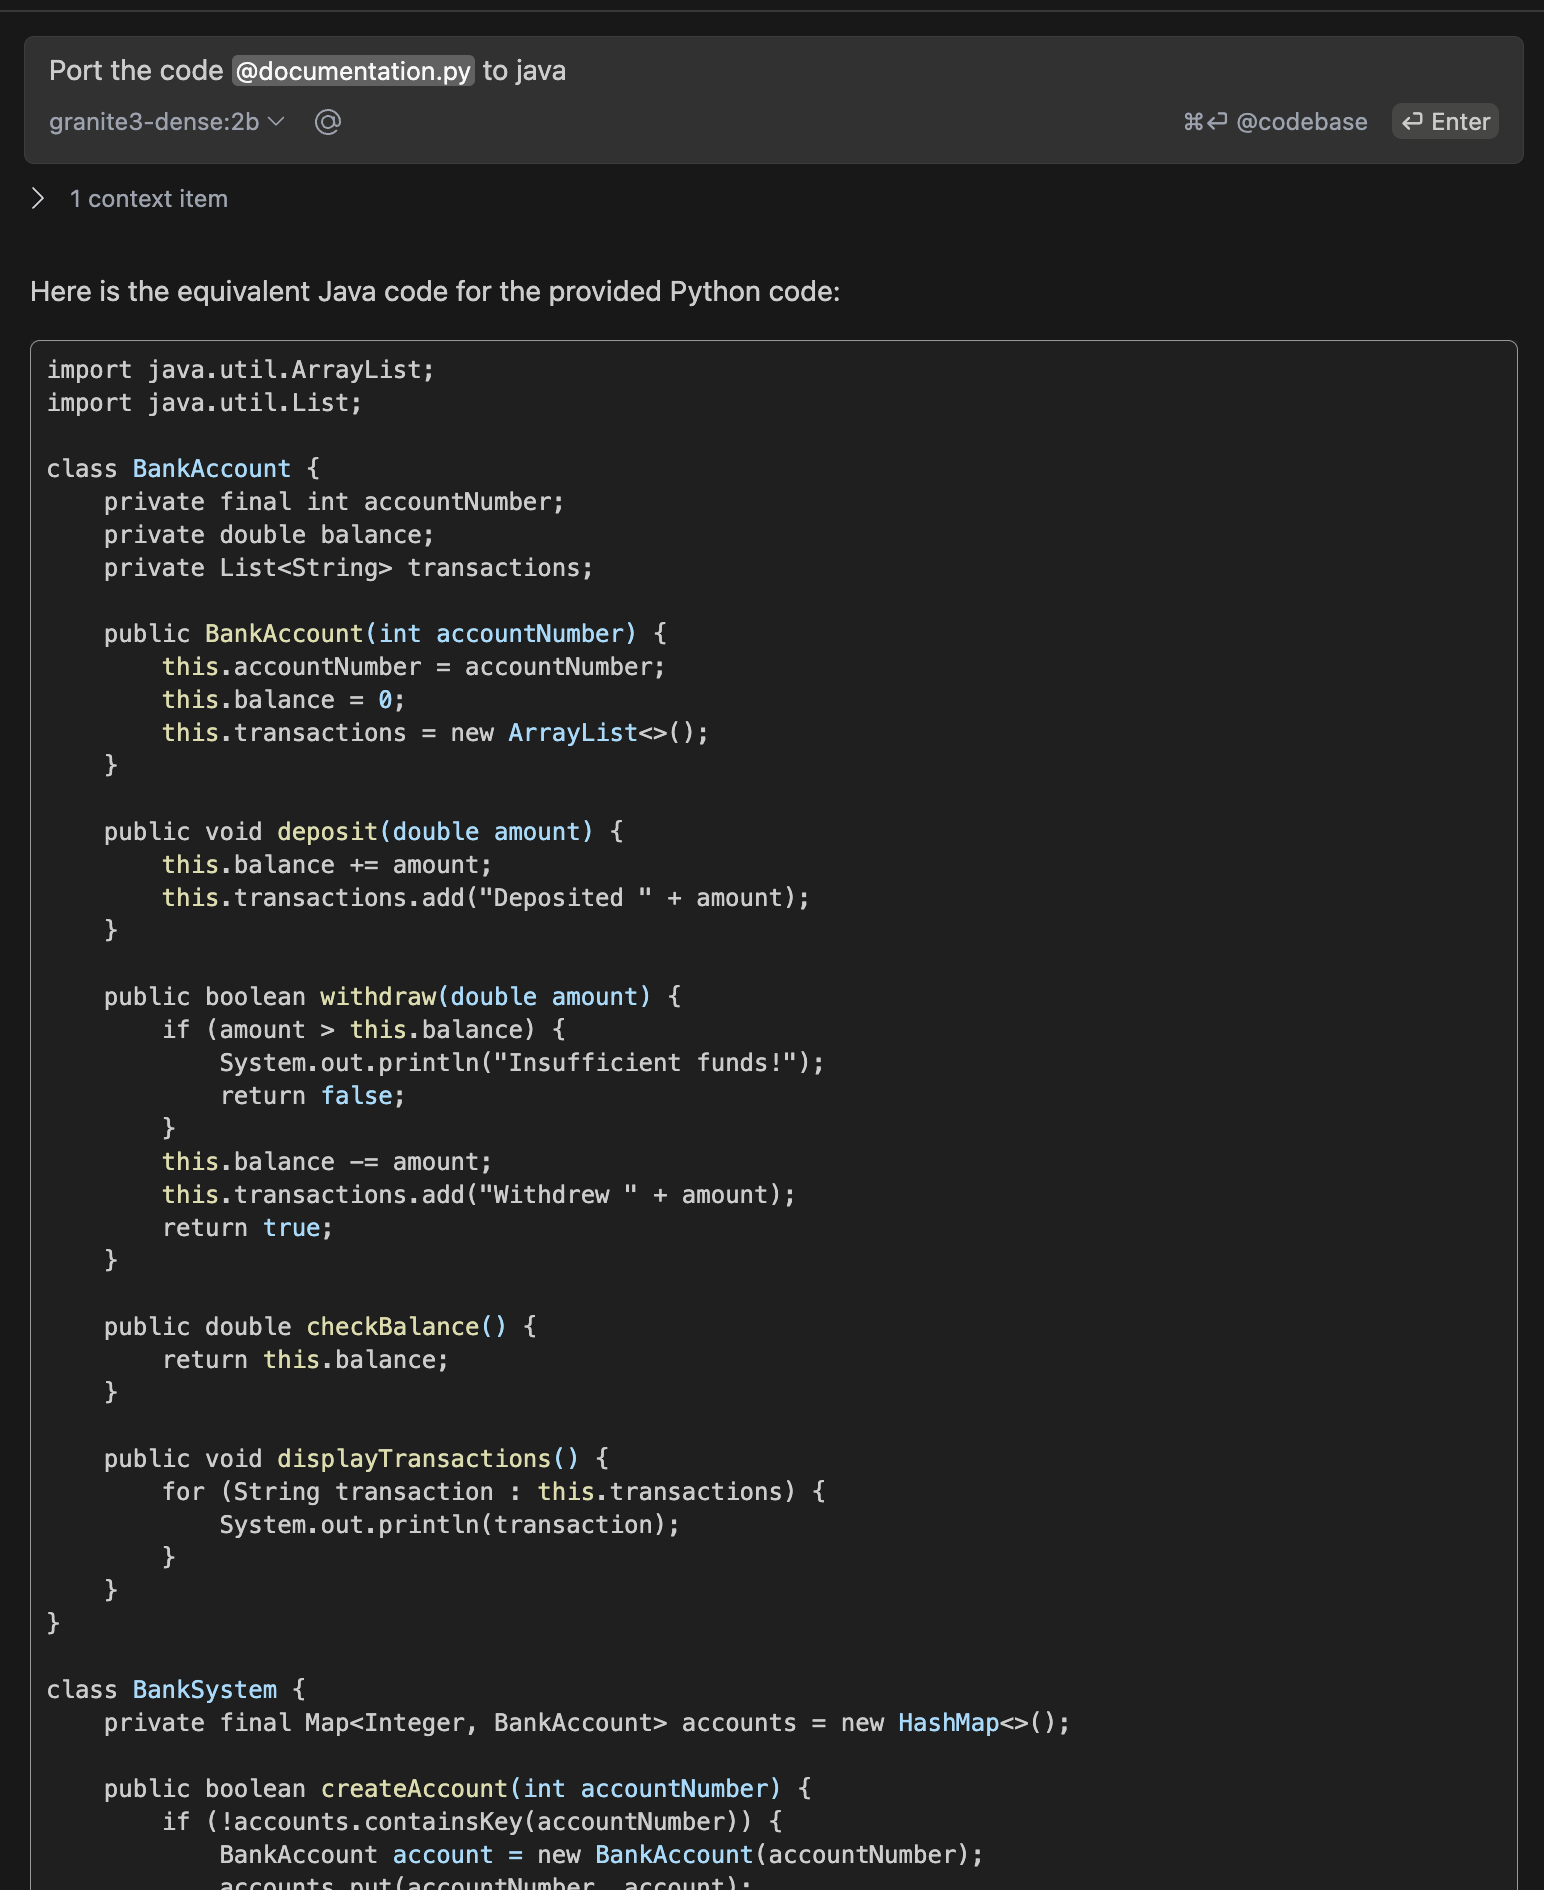 Port the code @documentation.py to java
granite3-dense:2b @ ⌘⏎ @codebase ⏎ Enter
1 context item
Here is the equivalent Java code for the provided Python code:
import java.util.ArrayList;
import java.util.List;
class BankAccount {
    private final int accountNumber;
    private double balance;
    private List<String> transactions;
    public BankAccount(int accountNumber) {
        this.accountNumber = accountNumber;
        this.balance = 0;
        this.transactions = new ArrayList<>();
    }
    public void deposit(double amount) {
        this.balance += amount;
        this.transactions.add("Deposited " + amount);
    }
    public boolean withdraw(double amount) {
        if (amount > this.balance) {
            System.out.println("Insufficient funds!");
            return false;
        }
        this.balance -= amount;
        this.transactions.add("Withdrew " + amount);
        return true;
    }
    public double checkBalance() {
        return this.balance;
    }
    public void displayTransactions() {
        for (String transaction : this.transactions) {
            System.out.println(transaction);
        }
    }
}
class BankSystem {
    private final Map<Integer, BankAccount> accounts = new HashMap<>();
    public boolean createAccount(int accountNumber) {
        if (!accounts.containsKey(accountNumber)) {
            BankAccount account = new BankAccount(accountNumber);
            accounts.put(accountNumber, account);